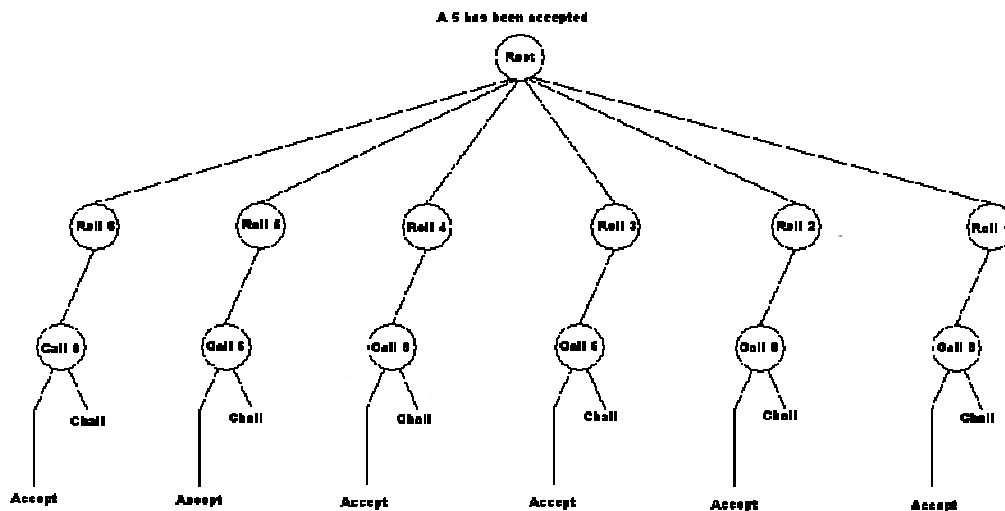 A 5 has been accepted
Root
Roll 6 Roll 5 Roll 4 Roll 3 Roll 2 Roll
Call 6 Call 6 Call 6 Call 6 Call 6 Call 6
Chall Chall Chall Chall Chall Chall
Accept Accept Accept Accept Accept Accept